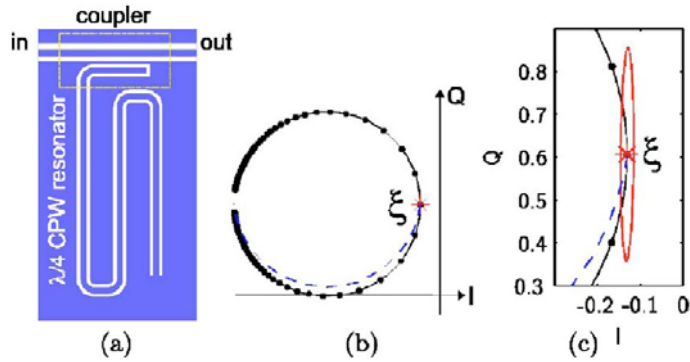 coupler
in
out
λ/4 CPW resonator
(a)
Q
ξ
I
(b)
Q
0.8
0.7
0.6
0.5
0.4
0.3
ξ
-0.2 -0.1 0
I
(c)